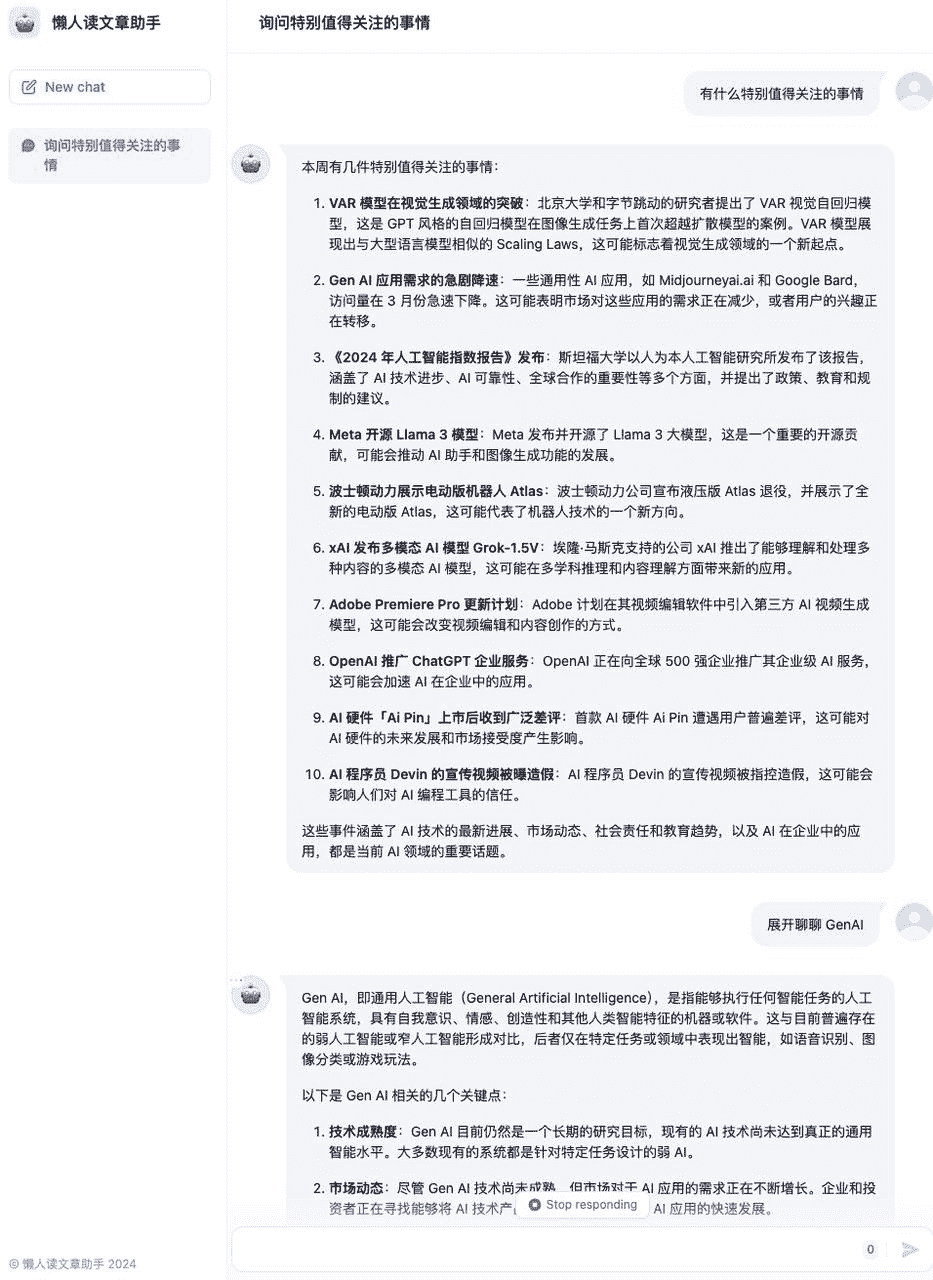 懒人读文章助手
New chat
询问特别值得关注的事
情
© 懒人读文章助手 2024
询问特别值得关注的事情
有什么特别值得关注的事情
本周有几件特别值得关注的事情：
1. VAR 模型在视觉生成领域的突破：北京大学和字节跳动的研究者提出了 VAR 视觉自回归模
型，这是 GPT 风格的自回归模型在图像生成任务上首次超越扩散模型的案例。VAR 模型展
现出与大型语言模型相似的 Scaling Laws，这可能标志着视觉生成领域的一个新起点。
2. Gen AI 应用需求的急剧降速：一些通用性 AI 应用，如 Midjourneyai.ai 和 Google Bard，
访问量在 3 月份急速下降。这可能表明市场对这些应用的需求正在减少，或者用户的兴趣正
在转移。
3. 《2024 年人工智能指数报告》发布：斯坦福大学以人为本人工智能研究所发布了该报告，
涵盖了 AI 技术进步、AI 可靠性、全球合作的重要性等多个方面，并提出了政策、教育和规
制的建议。
4. Meta 开源 Llama 3 模型：Meta 发布并开源了 Llama 3 大模型，这是一个重要的开源贡
献，可能会推动 AI 助手和图像生成功能的发展。
5. 波士顿动力展示电动版机器人 Atlas：波士顿动力公司宣布液压版 Atlas 退役，并展示了全
新的电动版 Atlas，这可能代表了机器人技术的一个新方向。
6. xAI 发布多模态 AI 模型 Grok-1.5V：埃隆·马斯克支持的公司 xAI 推出了能够理解和处理多
种内容的多模态 AI 模型，这可能在多学科推理和内容理解方面带来新的应用。
7. Adobe Premiere Pro 更新计划：Adobe 计划在其视频编辑软件中引入第三方 AI 视频生成
模型，这可能会改变视频编辑和内容创作的方式。
8. OpenAI 推广 ChatGPT 企业服务：OpenAI 正在向全球 500 强企业推广其企业级 AI 服务，
这可能会加速 AI 在企业中的应用。
9. AI 硬件「Ai Pin」上市后收到广泛差评：首款 AI 硬件 Ai Pin 遭遇用户普遍差评，这可能对
AI 硬件的未来发展和市场接受度产生影响。
10. AI 程序员 Devin 的宣传视频被曝造假：AI 程序员 Devin 的宣传视频被指控造假，这可能会
影响人们对 AI 编程工具的信任。
这些事件涵盖了 AI 技术的最新进展、市场动态、社会责任和教育趋势，以及 AI 在企业中的应
用，都是当前 AI 领域的重要话题。
展开聊聊 GenAI
Gen AI，即通用人工智能（General Artificial Intelligence），是指能够执行任何智能任务的人工
智能系统，具有自我意识、情感、创造性和其他人类智能特征的机器或软件。这与目前普遍存在
的弱人工智能或窄人工智能形成对比，后者仅在特定任务或领域中表现出智能，如语音识别、图
像分类或游戏玩法。
以下是 Gen AI 相关的几个关键点：
1. 技术成熟度：Gen AI 目前仍然是一个长期的研究目标，现有的 AI 技术尚未达到真正的通用
智能水平。大多数现有的系统都是针对特定任务设计的弱 AI。
2. 市场动态：尽管 Gen AI 技术尚未成熟，但市场对于 AI 应用的需求正在不断增长。企业和投
资者正在寻找能够将 AI 技术产 AI 应用的快速发展。
Stop responding
0